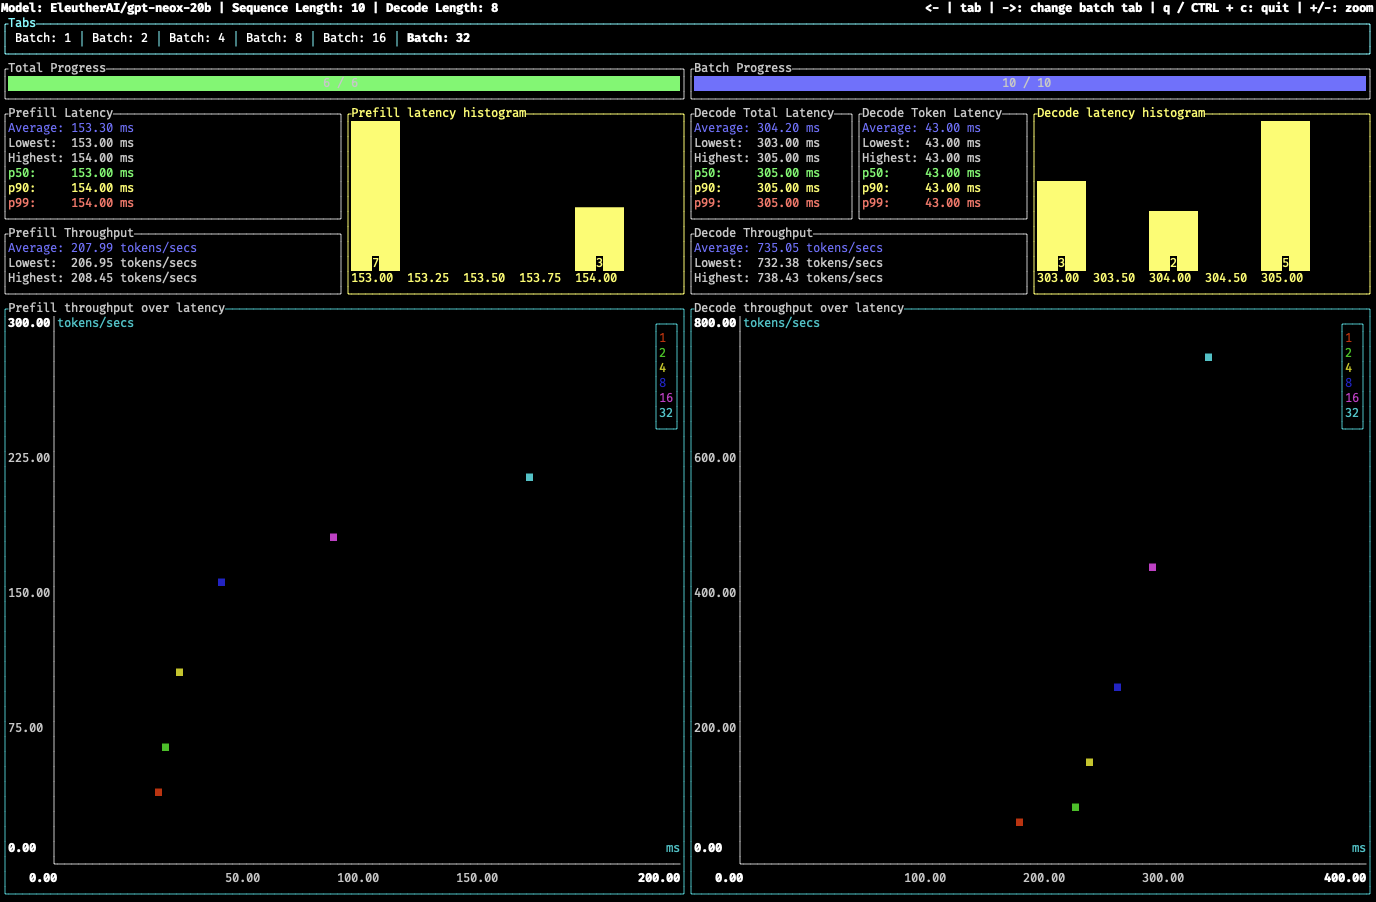 Model: EleutherAI/gpt-neox-20b | Sequence Length: 10 | Decode Length: 8
<- | tab | ->: change batch tab | q / CTRL + c: quit | +/-: zoom
Tabs
Batch: 1 | Batch: 2 | Batch: 4 | Batch: 8 | Batch: 16 | Batch: 32
Total Progress
Batch Progress
10 / 10
Prefill Latency
Average: 153.30 ms
Lowest: 153.00 ms
Highest: 154.00 ms
p50: 153.00 ms
p90: 154.00 ms
p99: 154.00 ms
Prefill Throughput
Average: 207.99 tokens/secs
Lowest: 206.95 tokens/secs
Highest: 208.45 tokens/secs
Prefill latency histogram
7 3
153.00 153.25 153.50 153.75 154.00
Decode Total Latency
Average: 304.20 ms
Lowest: 303.00 ms
Highest: 305.00 ms
p50: 305.00 ms
p90: 305.00 ms
p99: 305.00 ms
Decode Token Latency
Average: 43.00 ms
Lowest: 43.00 ms
Highest: 43.00 ms
p50: 43.00 ms
p90: 43.00 ms
p99: 43.00 ms
Decode Throughput
Average: 735.05 tokens/secs
Lowest: 732.38 tokens/secs
Highest: 738.43 tokens/secs
Decode latency histogram
3 2 5
303.00 303.50 304.00 304.50 305.00
Prefill throughput over latency
300.00 tokens/secs
1
2
4
8
16
32
225.00
150.00
75.00
0.00 ms
0.00 50.00 100.00 150.00 200.00
Decode throughput over latency
800.00 tokens/secs
1
2
4
8
16
32
600.00
400.00
200.00
0.00 ms
0.00 100.00 200.00 300.00 400.00